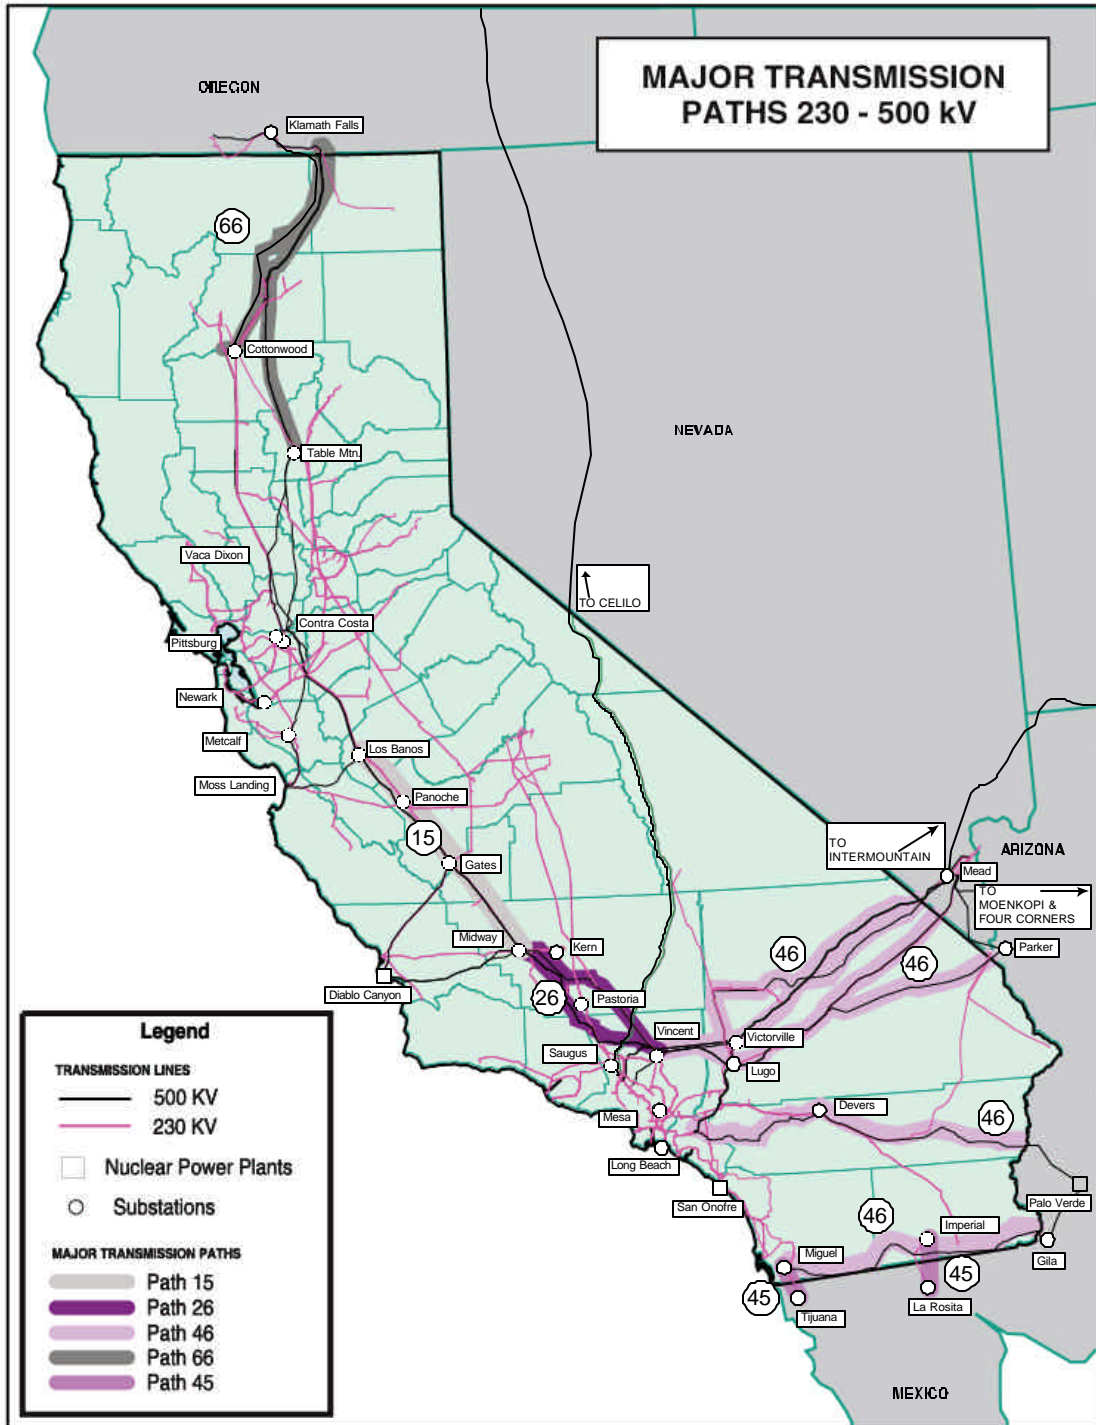 MAJOR TRANSMISSION
PATHS 230 - 500 kV
OREGON
Klamath Falls
66
Cottonwood
Table Mtn.
NEVADA
Vaca Dixon
TO CELILO
Contra Costa
Pittsburg
Newark
Metcalf
Los Banos
Moss Landing
Panoche
15
Gates
TO
INTERMOUNTAIN
ARIZONA
Mead
TO
MOENKOPI &
FOUR CORNERS
Midway
Kern
46
46
Parker
Diablo Canyon
26
Pastoria
Vincent
Victorville
Saugus
Lugo
Mesa
Devers
46
Long Beach
San Onofre
Palo Verde
46
Imperial
Miguel
Gila
45
45
La Rosita
Tijuana
MEXICO
Legend
TRANSMISSION LINES
500 KV
230 KV
Nuclear Power Plants
Substations
MAJOR TRANSMISSION PATHS
Path 15
Path 26
Path 46
Path 66
Path 45